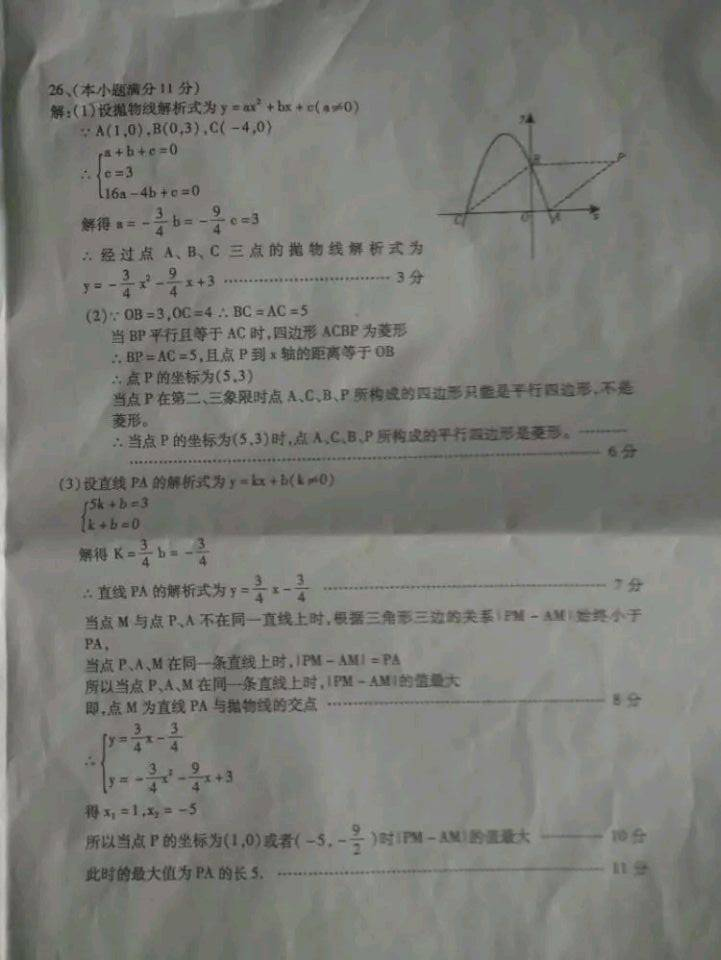 26、(本小题满分11分)
解:(1)设抛物线解析式为y=ax²+bx+c(a≠0)
∵A(1,0),B(0,3),C(-4,0)
∴{a+b+c=0
c=3
16a-4b+c=0
解得a=-3/4 b=-9/4 c=3
∴经过点A、B、C三点的抛物线解析式为
y=-3/4x²-9/4x+3 ………… 3分
y
B
P
C
O
A
x
(2)∵OB=3,OC=4∴BC=AC=5
当BP平行且等于AC时,四边形ACBP为菱形
∴BP=AC=5,且点P到x轴的距离等于OB
∴点P的坐标为(5,3)
当点P在第二、三象限时点A、C、B、P所构成的四边形只能是平行四边形,不是
菱形。
∴当点P的坐标为(5,3)时,点A、C、B、P所构成的平行四边形是菱形。…………
………… 6分
(3)设直线PA的解析式为y=kx+b(k≠0)
{5k+b=3
k+b=0
解得K=3/4 b=-3/4
∴直线PA的解析式为y=3/4x-3/4 ………… 7分
当点M与点P、A不在同一直线上时,根据三角形三边的关系|PM-AM|始终小于
PA,
当点P、A、M在同一条直线上时,|PM-AM|=PA
所以当点P、A、M在同一条直线上时,|PM-AM|的值最大
即,点M为直线PA与抛物线的交点 ………… 8分
∴{y=3/4x-3/4
y=-3/4x²-9/4x+3
得x₁=1,x₂=-5
所以当点P的坐标为(1,0)或者(-5,-9/2)时|PM-AM|的值最大 ………… 10分
此时的最大值为PA的长5. ………… 11分